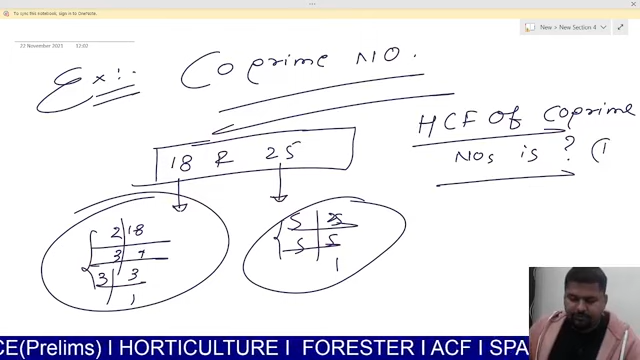 To sync this notebook, sign in to OneNote.
New > New Section 4
22 November 2021 12:02
Ex:-
Coprime NO.
HCF Of Coprime
NOs is ? (1
18 & 25
2 | 18
3 | 9
3 | 3
1
5 | 25
5 | 5
1
CE(Prelims) I HORTICULTURE I FORESTER I ACF I SPA